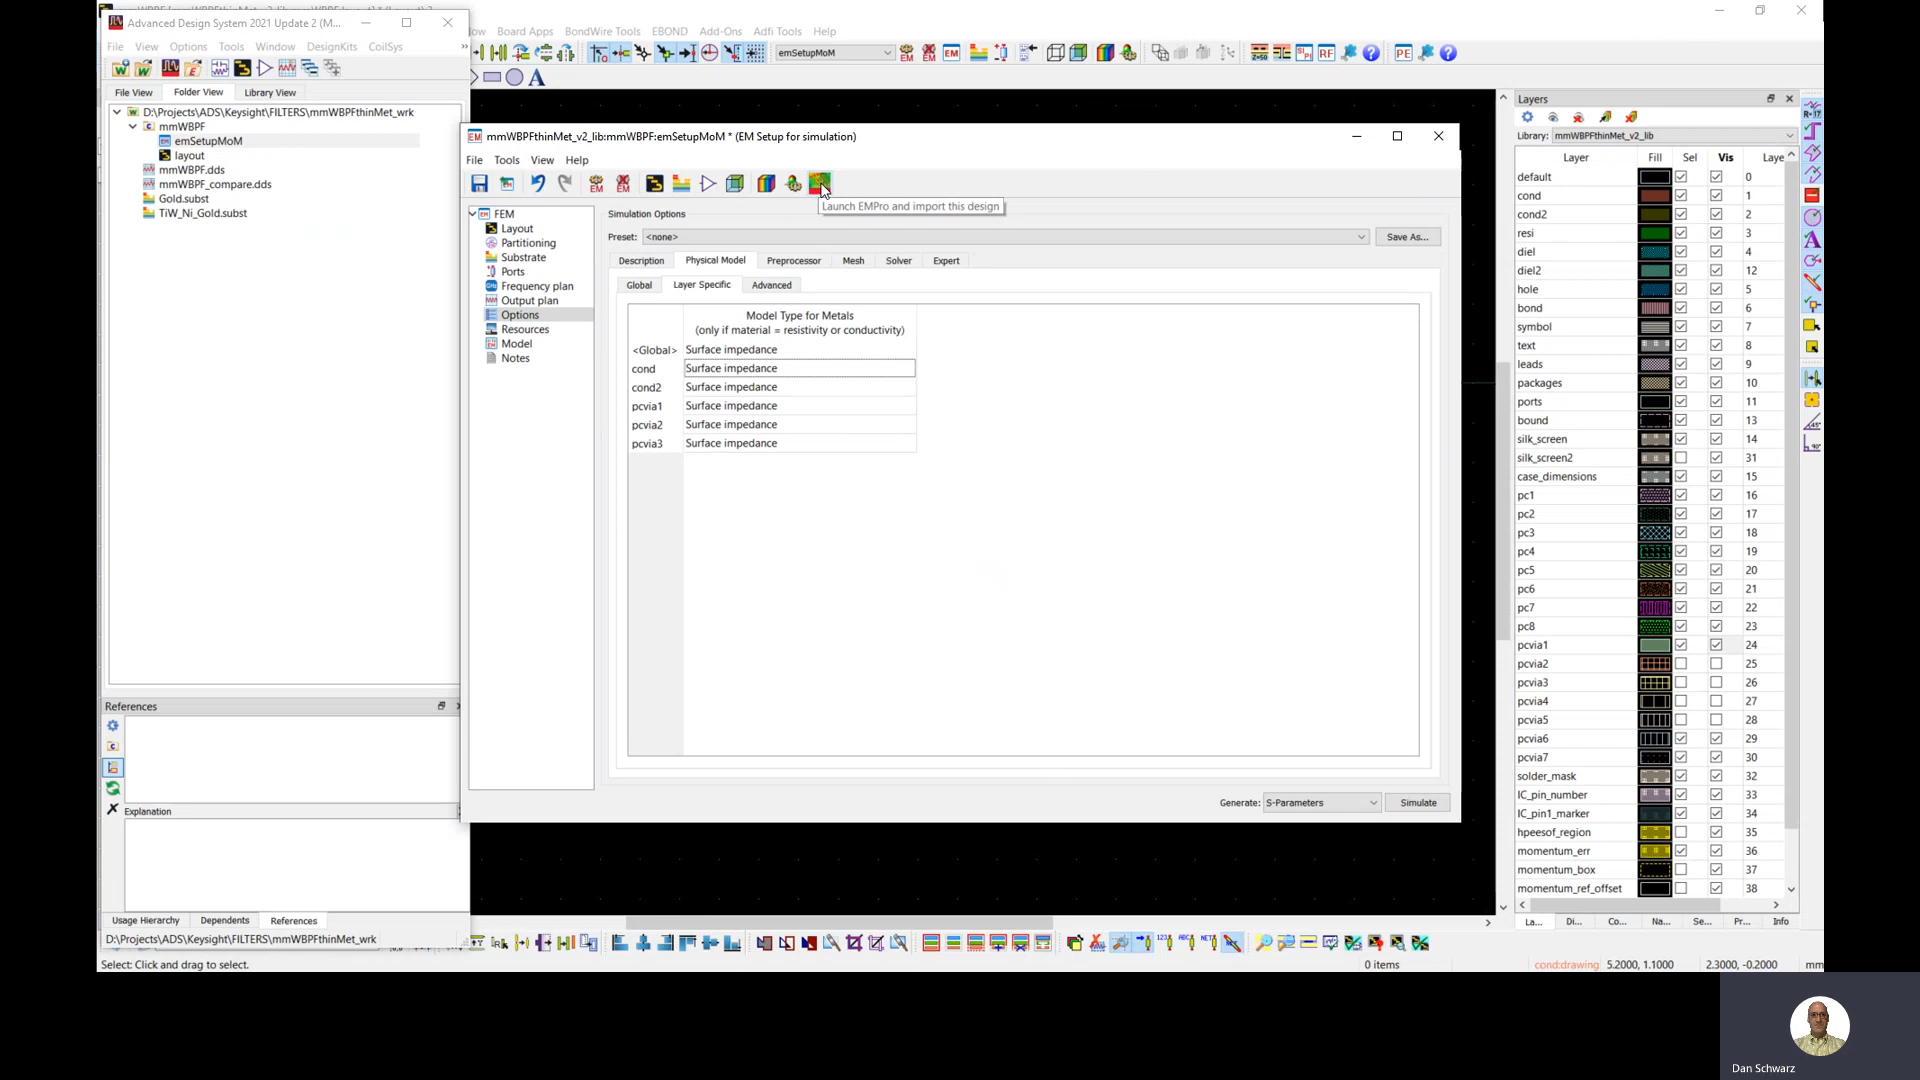 Advanced Design System 2021 Update 2 (M...
File View Options Tools Window DesignKits CoilSys »
File View Folder View Library View
D:\Projects\ADS\Keysight\FILTERS\mmWBPFthinMet_wrk
mmWBPF
emSetupMoM
layout
mmWBPF.dds
mmWBPF_compare.dds
Gold.subst
TiW_Ni_Gold.subst
References
Explanation
Usage Hierarchy Dependents References
D:\Projects\ADS\Keysight\FILTERS\mmWBPFthinMet_wrk
Select: Click and drag to select.
Board Apps BondWire Tools EBOND Add-Ons Adfi Tools Help
emSetupMoM
EM
RF
PE
mmWBPFthinMet_v2_lib:mmWBPF:emSetupMoM * (EM Setup for simulation)
File Tools View Help
Launch EMPro and import this design
FEM
Layout
Partitioning
Substrate
Ports
Frequency plan
Output plan
Options
Resources
Model
Notes
Simulation Options
Preset: <none> Save As...
Description Physical Model Preprocessor Mesh Solver Expert
Global Layer Specific Advanced
Model Type for Metals
(only if material = resistivity or conductivity)
<Global> Surface impedance
cond Surface impedance
cond2 Surface impedance
pcvia1 Surface impedance
pcvia2 Surface impedance
pcvia3 Surface impedance
Generate: S-Parameters Simulate
Layers
Library: mmWBPFthinMet_v2_lib
Layer Fill Sel Vis Laye
default 0
cond 1
cond2 2
resi 3
diel 4
diel2 12
hole 5
bond 6
symbol 7
text 8
leads 9
packages 10
ports 11
bound 13
silk_screen 14
silk_screen2 31
case_dimensions 15
pc1 16
pc2 17
pc3 18
pc4 19
pc5 20
pc6 21
pc7 22
pc8 23
pcvia1 24
pcvia2 25
pcvia3 26
pcvia4 27
pcvia5 28
pcvia6 29
pcvia7 30
solder_mask 32
IC_pin_number 33
IC_pin1_marker 34
hpeesof_region 35
momentum_err 36
momentum_box 37
momentum_ref_offset 38
La... Di... Co... Na... Se... Pr... Info
0 items cond:drawing 5.2000, 1.1000 2.3000, -0.2000 mm
Dan Schwarz